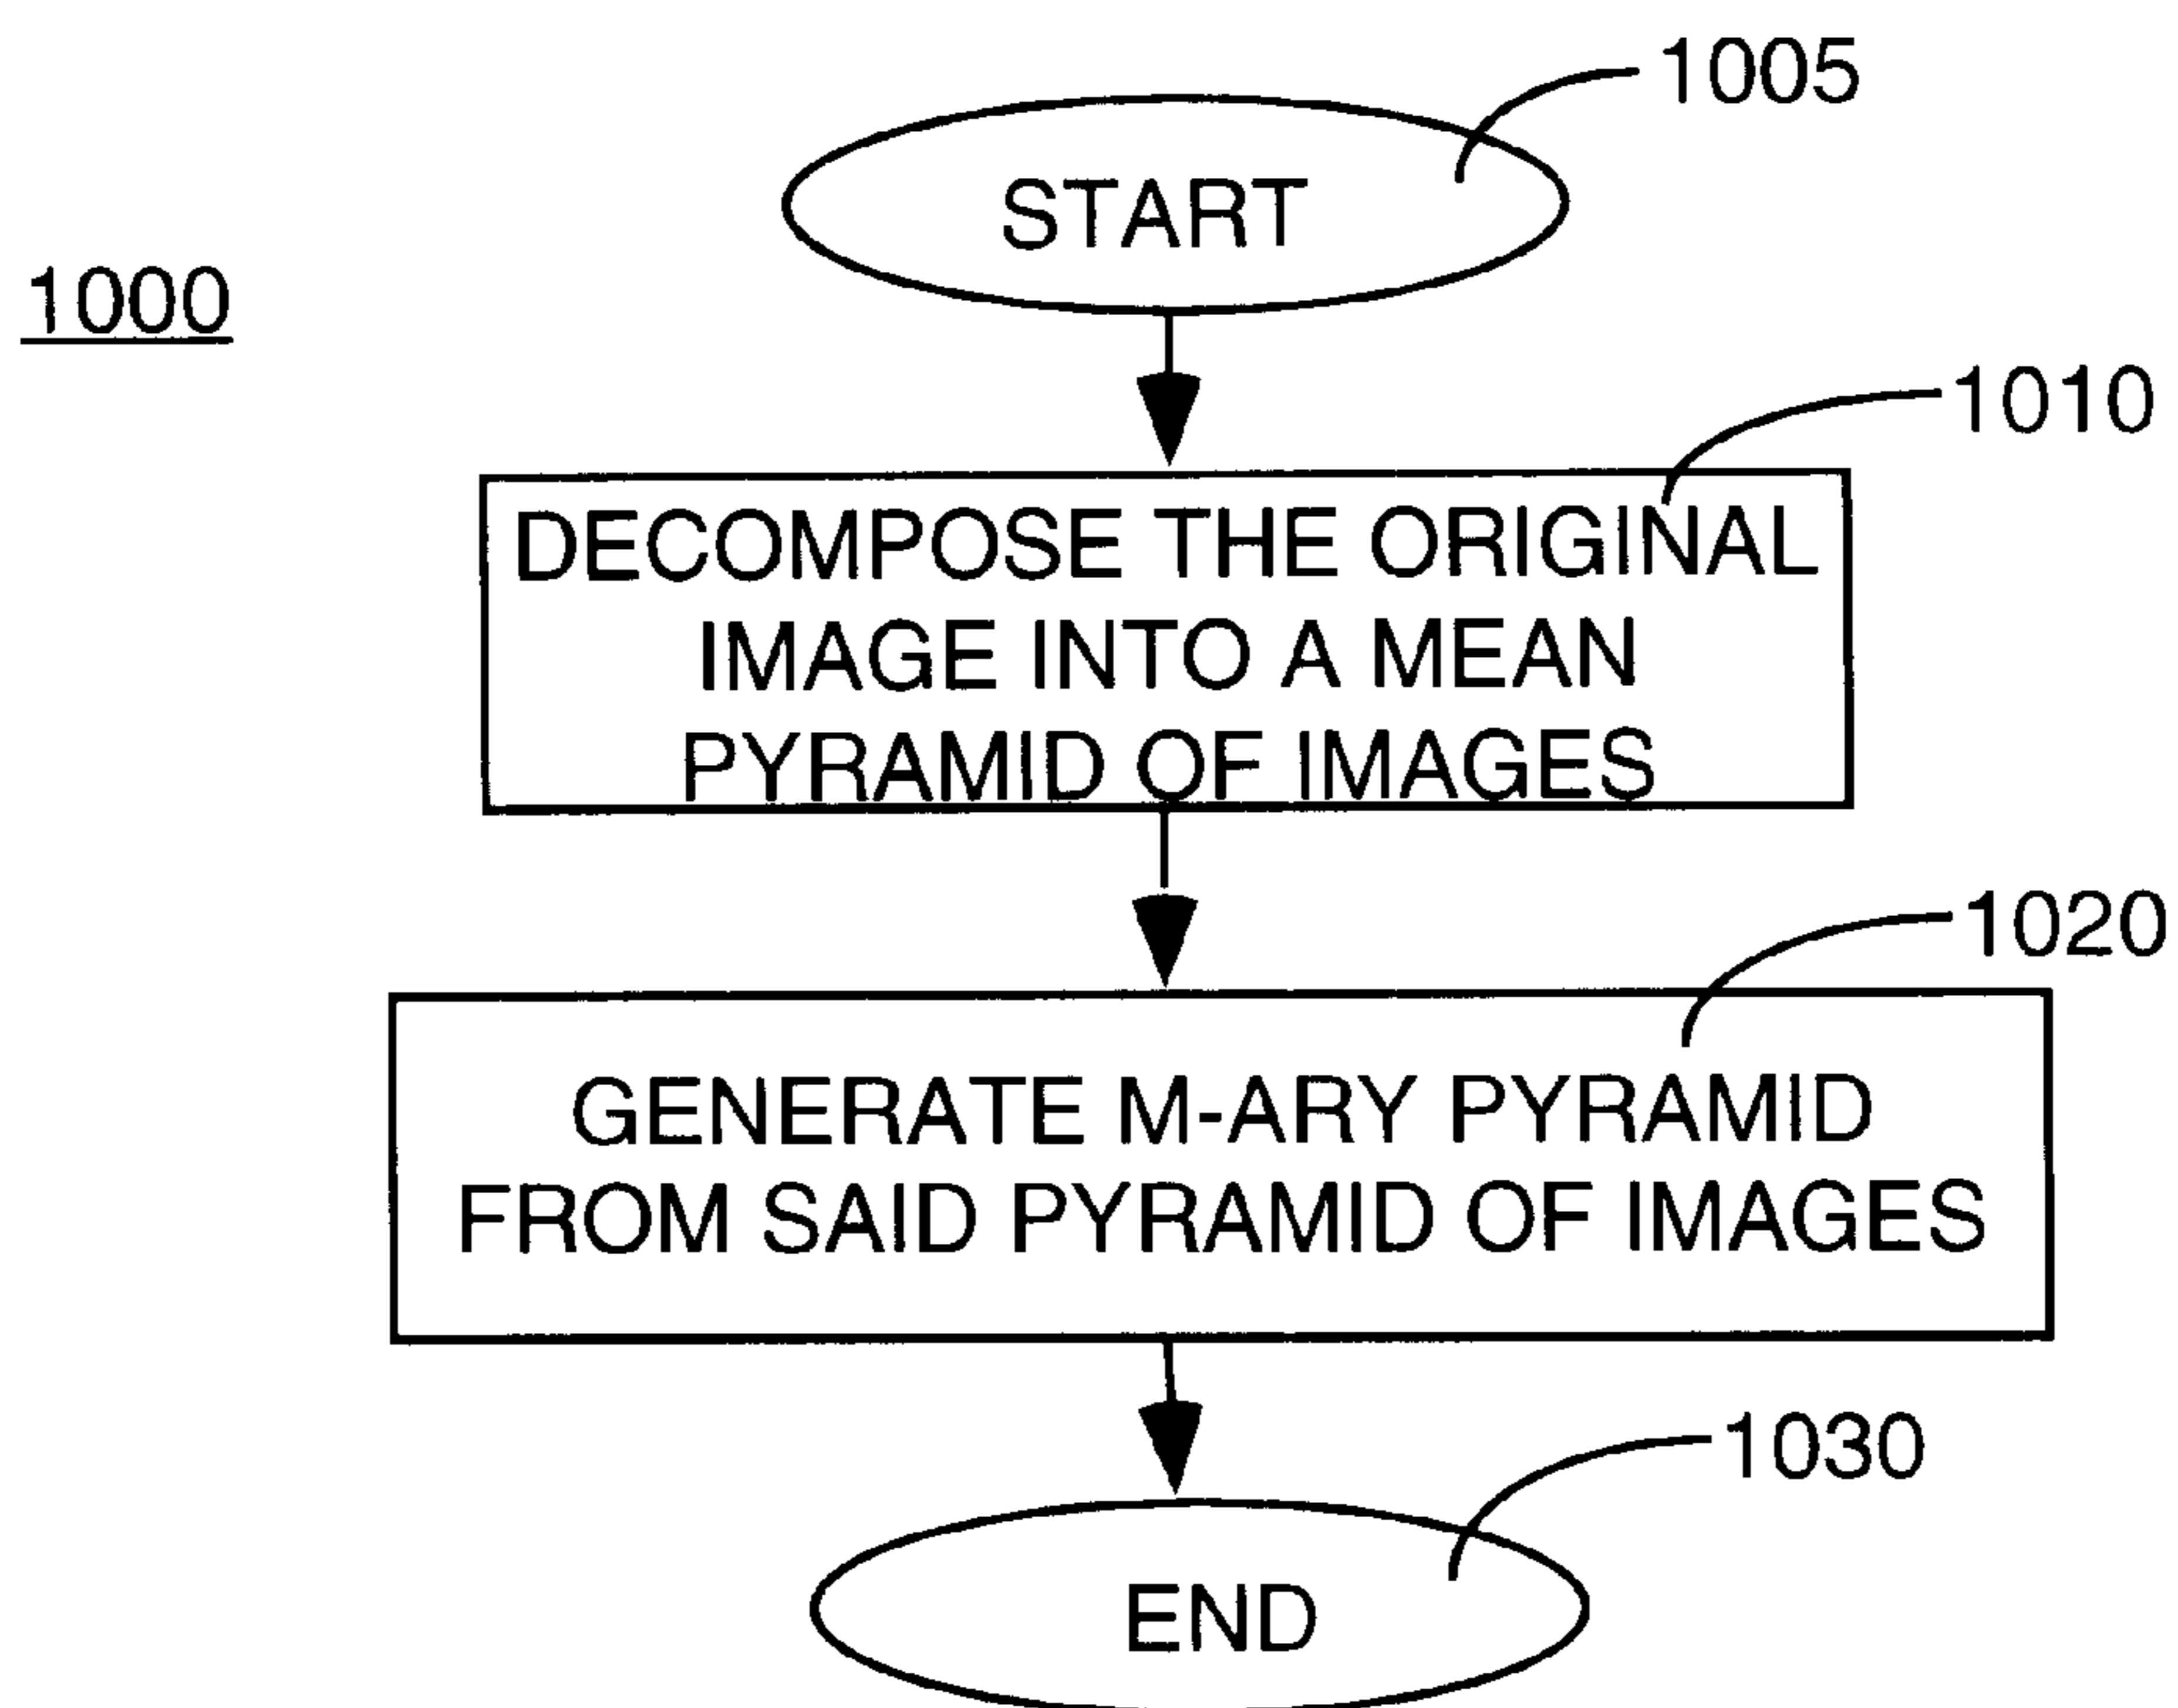 1005
START
1000
1010
DECOMPOSE THE ORIGINAL
IMAGE INTO A MEAN
PYRAMID OF IMAGES
1020
GENERATE M-ARY PYRAMID
FROM SAID PYRAMID OF IMAGES
1030
END